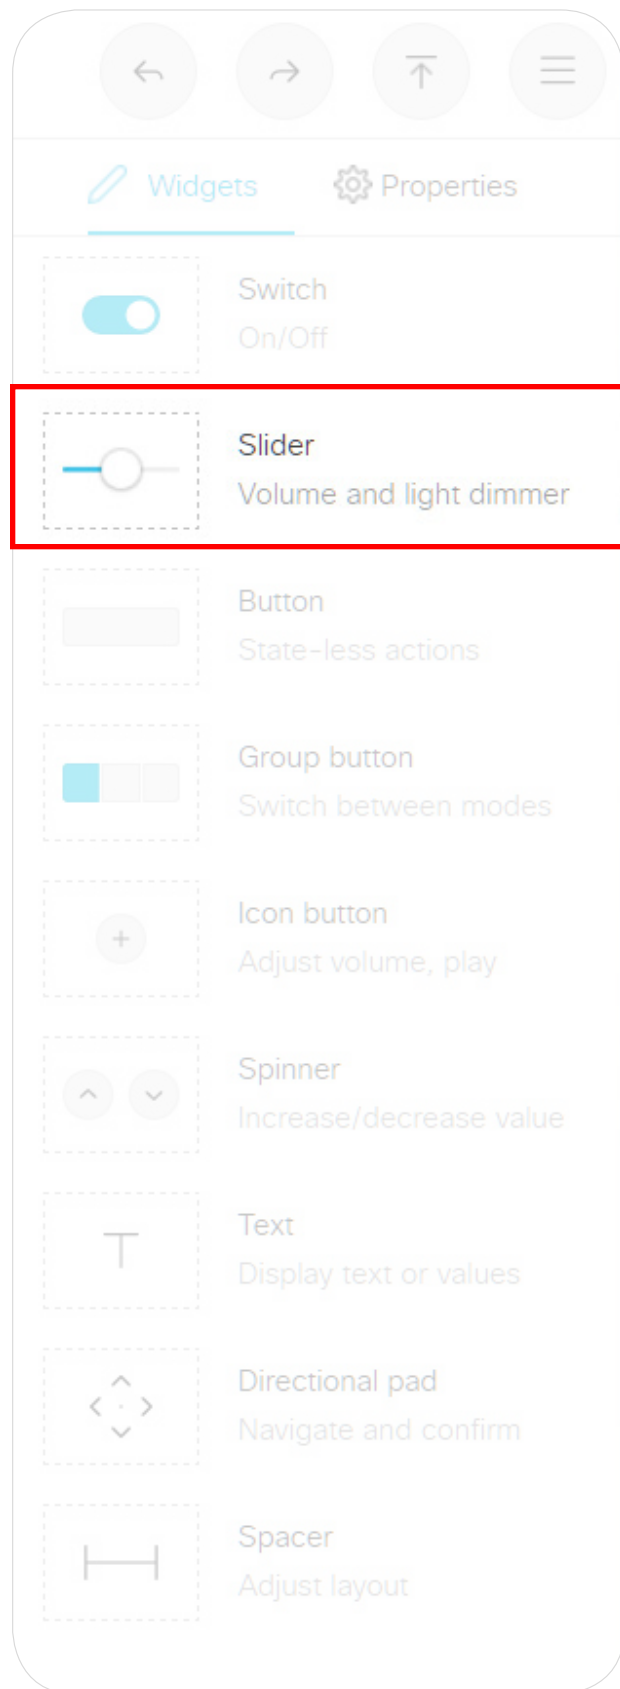 Widgets
Properties
Switch
On/Off
Slider
Volume and light dimmer
Button
State-less actions
Group button
Switch between modes
Icon button
Adjust volume, play
Spinner
Increase/decrease value
Text
Display text or values
Directional pad
Navigate and confirm
Spacer
Adjust layout